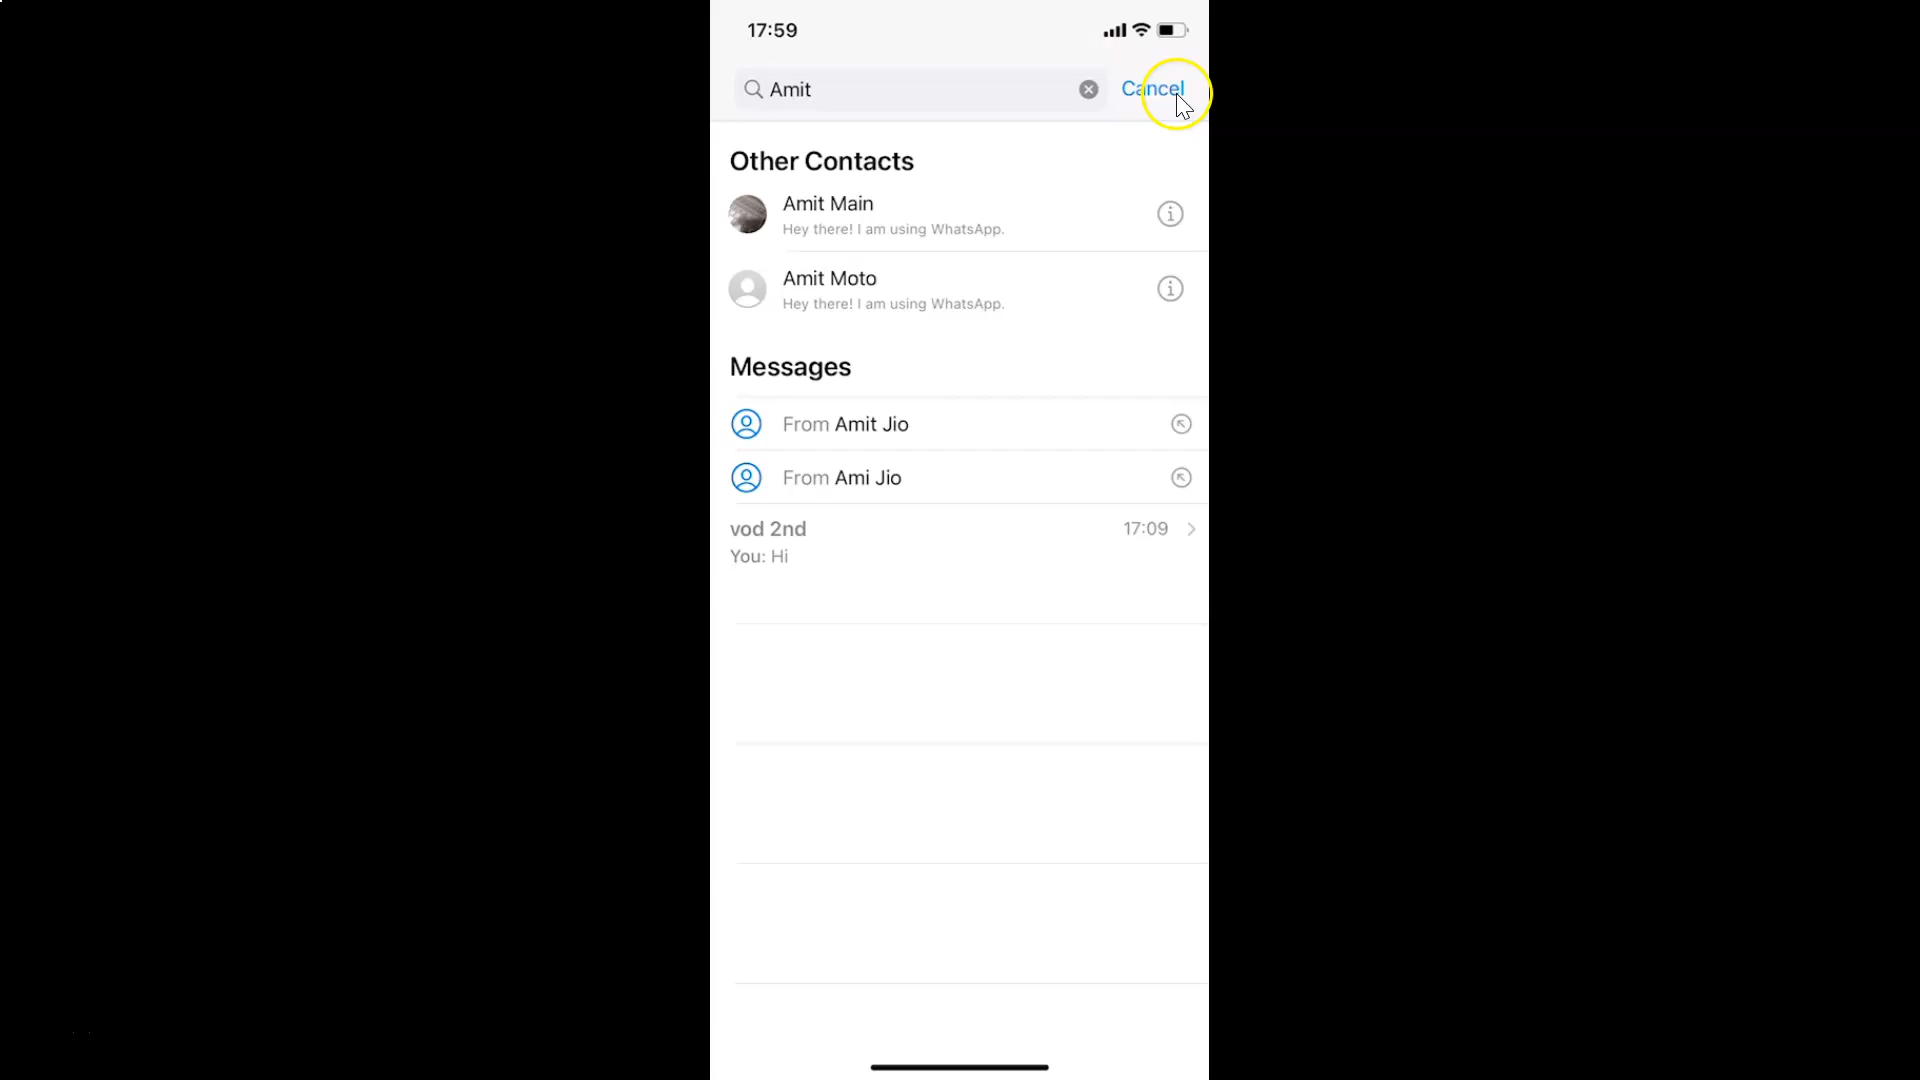 17:59
Amit
Cancel
Other Contacts
Amit Main
Hey there! I am using WhatsApp.
Amit Moto
Hey there! I am using WhatsApp.
Messages
From Amit Jio
From Ami Jio
vod 2nd 17:09
You: Hi